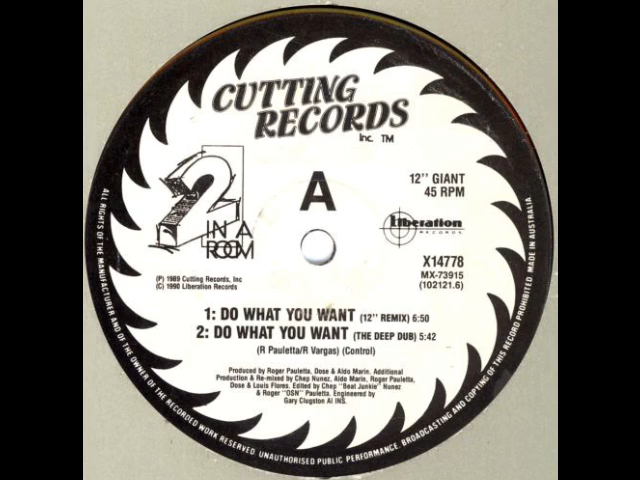 CUTTING
RECORDS
Inc. TM
2
IN A
ROOM
A
12" GIANT
45 RPM
Liberation
RECORDS
X14778
MX-73915
(102121.6)
(P) 1989 Cutting Records, Inc
(C) 1990 Liberation Records
1: DO WHAT YOU WANT (12" REMIX) 6:50
2: DO WHAT YOU WANT (THE DEEP DUB) 5:42
(R Pauletta/R Vargas) (Control)
Produced by Roger Pauletta, Dose & Aldo Marin. Additional
Production & Re-mixed by Chep Nunez, Aldo Marin, Roger Pauletta,
Dose & Louis Flores. Edited by Chep "Beat Junkie" Nunez
& Roger "OSN" Pauletta. Engineered by
Gary Clugston AI INS.
ALL RIGHTS OF THE MANUFACTURER AND OF THE OWNER OF THE RECORDED WORK RESERVED UNAUTHORISED PUBLIC PERFORMANCE. BROADCASTING AND COPYING OF THIS RECORD PROHIBITED MADE IN AUSTRALIA.